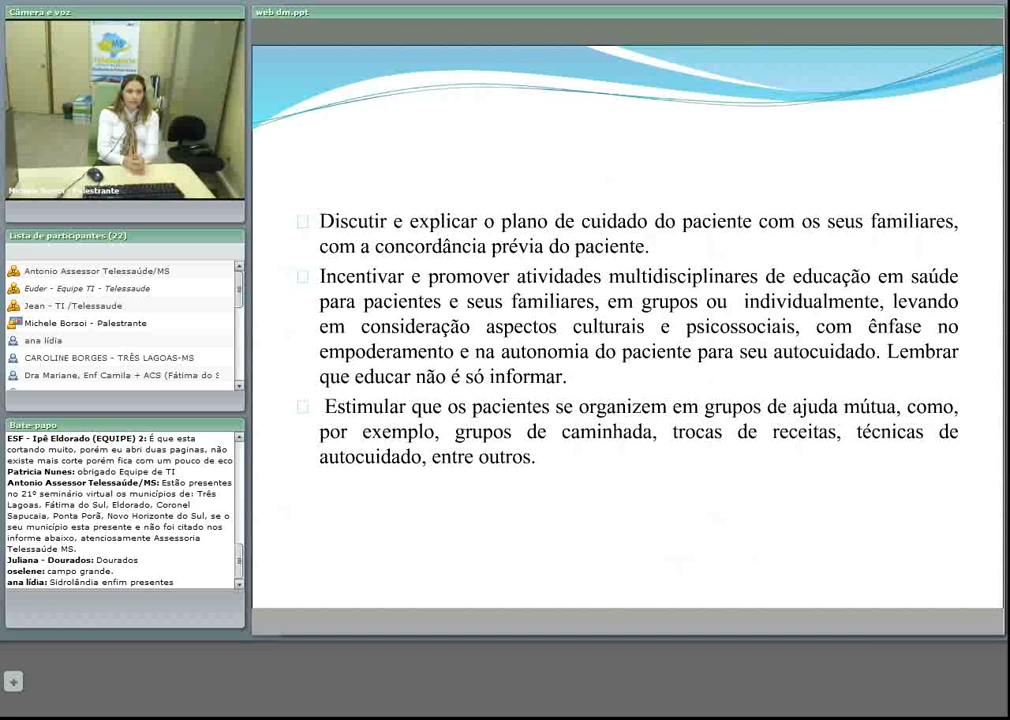 Câmera e voz
MS
Michele Borsoi - Palestrante
Lista de participantes (22)
Antonio Assessor Telessaúde/MS
Euder - Equipe TI - Telessaude
Jean - TI /Telessaude
Michele Borsoi - Palestrante
ana lídia
CAROLINE BORGES - TRÊS LAGOAS-MS
Dra Mariane, Enf Camila + ACS (Fátima do S
Bate-papo
ESF - Ipê Eldorado (EQUIPE) 2: É que esta
cortando muito, porém eu abri duas paginas, não
existe mais corte porém fica com um pouco de eco
Patricia Nunes: obrigado Equipe de TI
Antonio Assessor Telessaúde/MS: Estão presentes
no 21º seminário virtual os municípios de: Três
Lagoas, Fátima do Sul, Eldorado, Coronel
Sapucaia, Ponta Porã, Novo Horizonte do Sul, se o
seu município esta presente e não foi citado nos
informe abaixo, atenciosamente Assessoria
Telessaúde MS.
Juliana - Dourados: Dourados
oselene: campo grande.
ana lídia: Sidrolândia enfim presentes
web dm.ppt
Discutir e explicar o plano de cuidado do paciente com os seus familiares,
com a concordância prévia do paciente.
Incentivar e promover atividades multidisciplinares de educação em saúde
para pacientes e seus familiares, em grupos ou individualmente, levando
em consideração aspectos culturais e psicossociais, com ênfase no
empoderamento e na autonomia do paciente para seu autocuidado. Lembrar
que educar não é só informar.
Estimular que os pacientes se organizem em grupos de ajuda mútua, como,
por exemplo, grupos de caminhada, trocas de receitas, técnicas de
autocuidado, entre outros.